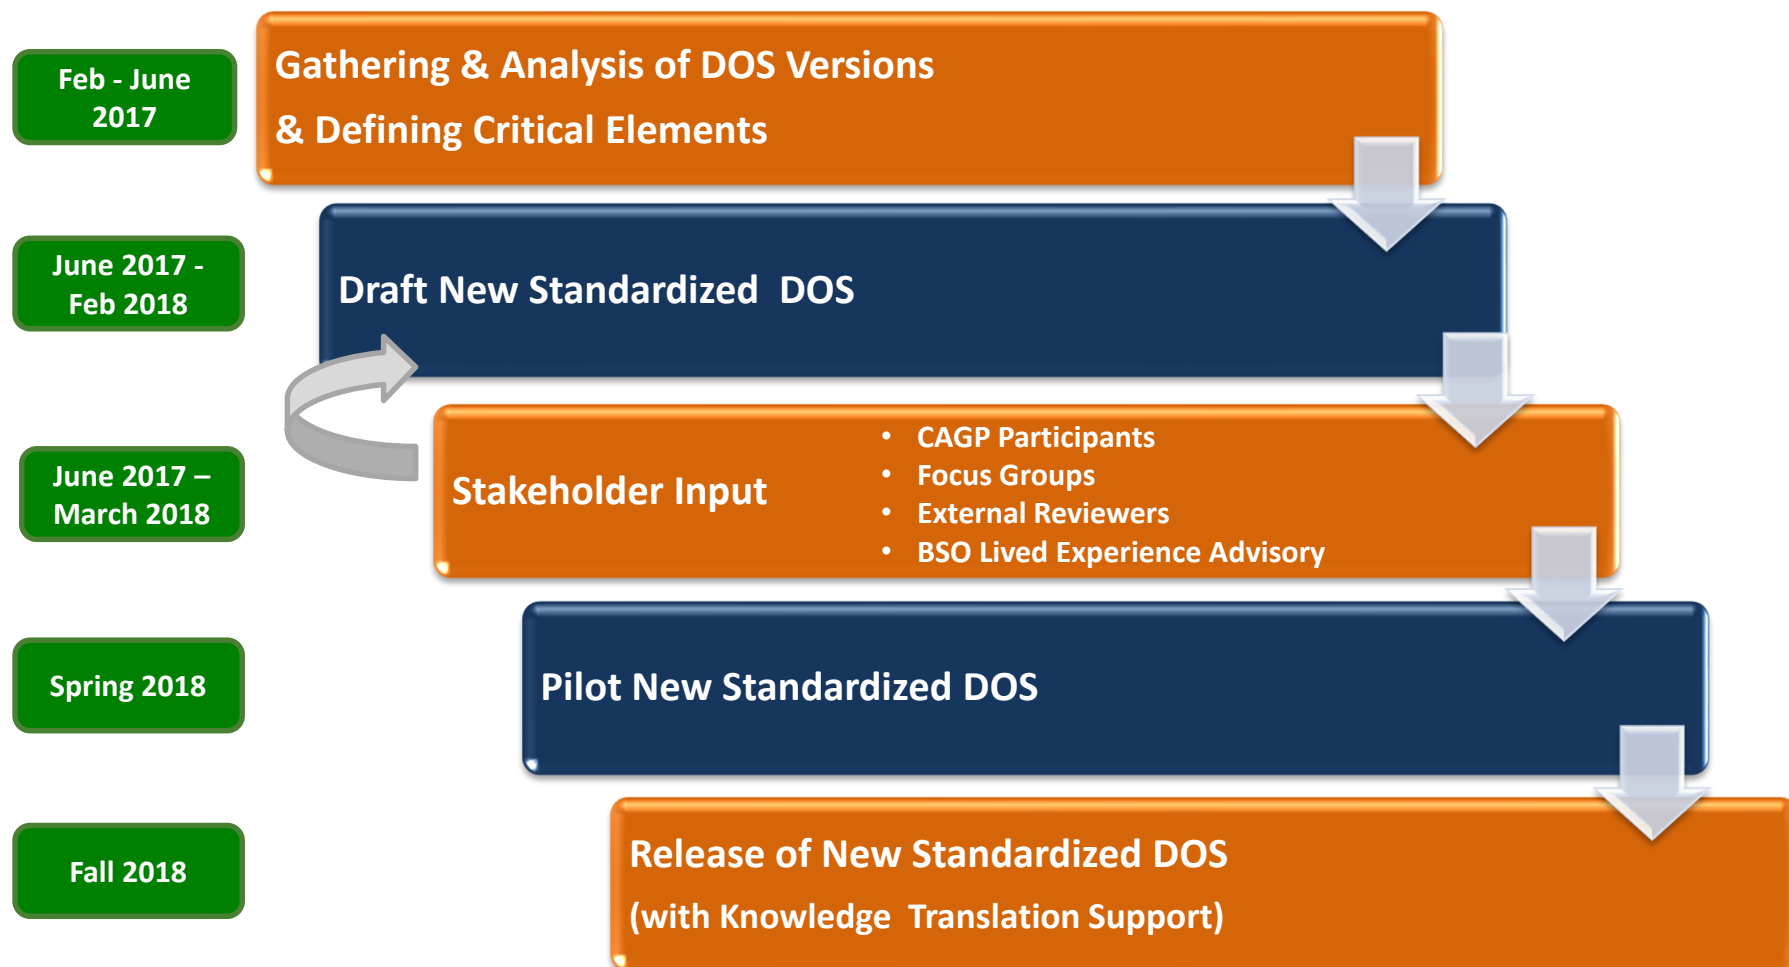 Feb - June
2017
Gathering & Analysis of DOS Versions
& Defining Critical Elements
June 2017 -
Feb 2018
Draft New Standardized  DOS
June 2017 –
March 2018
Stakeholder Input
• CAGP Participants
• Focus Groups
• External Reviewers
• BSO Lived Experience Advisory
Spring 2018
Pilot New Standardized DOS
Fall 2018
Release of New Standardized DOS
(with Knowledge  Translation Support)